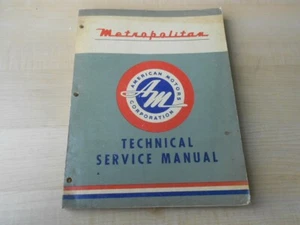 Metropolitan
AMERICAN MOTORS
AM
CORPORATION
TECHNICAL
SERVICE MANUAL